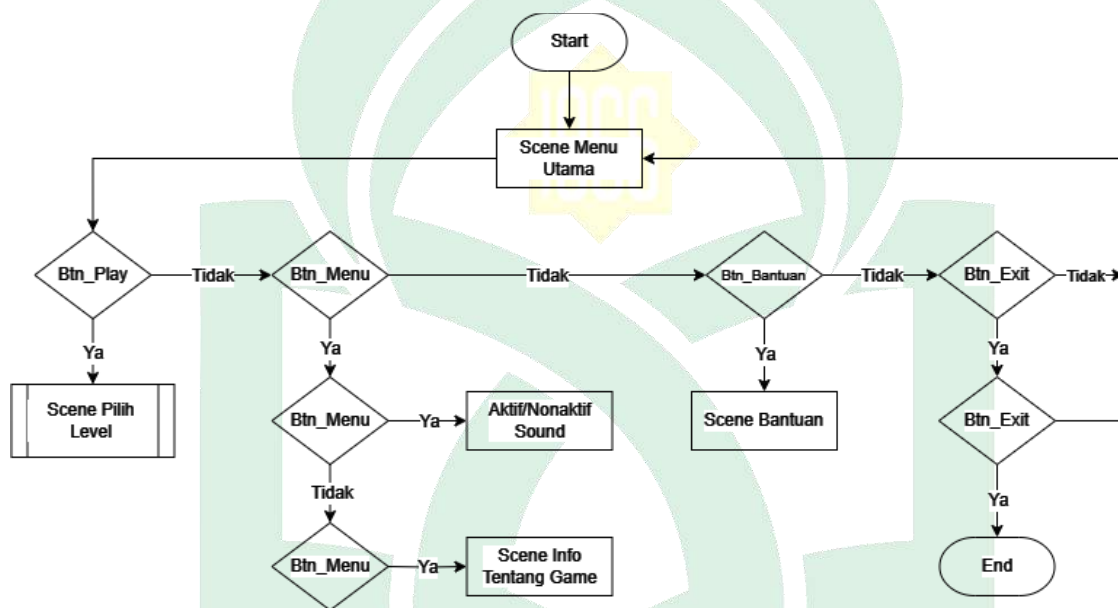 Start
Scene Menu
Utama
Btn_Play
Tidak
Btn_Menu
Tidak
Btn_Bantuan
Tidak
Btn_Exit
Tidak
Ya
Ya
Ya
Ya
Scene Pilih
Level
Btn_Menu
Ya
Aktif/Nonaktif
Sound
Scene Bantuan
Btn_Exit
Tidak
Ya
Btn_Menu
Ya
Scene Info
Tentang Game
End